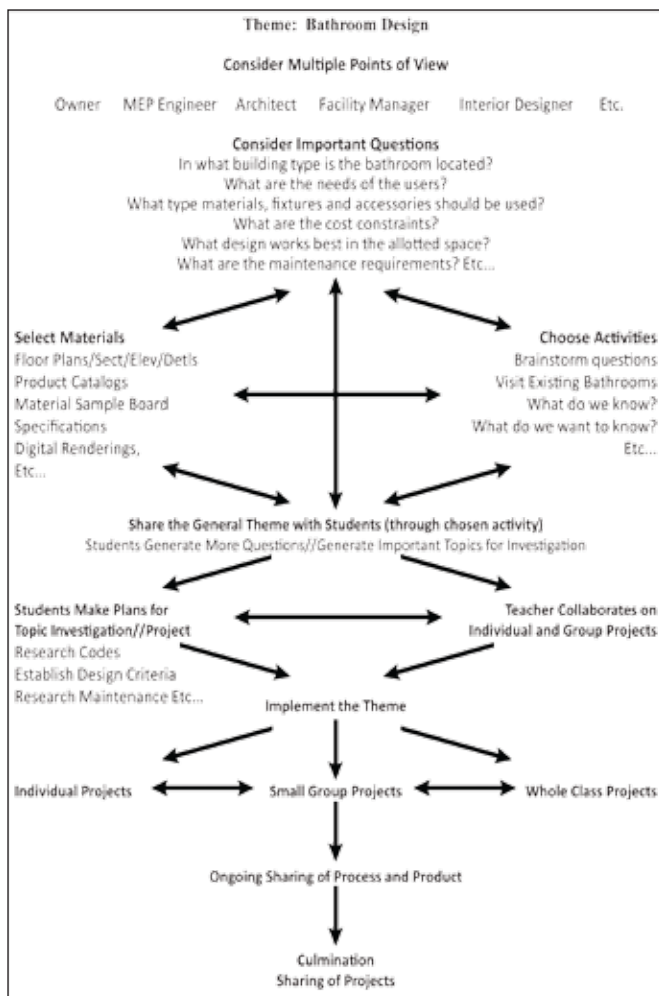 Theme: Bathroom Design
Consider Multiple Points of View
Owner MEP Engineer Architect Facility Manager Interior Designer Etc.
Consider Important Questions
In what building type is the bathroom located?
What are the needs of the users?
What type materials, fixtures and accessories should be used?
What are the cost constraints?
What design works best in the allotted space?
What are the maintenance requirements? Etc...
Select Materials
Floor Plans/Sect/Elev/Detls
Product Catalogs
Material Sample Board
Specifications
Digital Renderings,
Etc...
Choose Activities
Brainstorm questions
Visit Existing Bathrooms
What do we know?
What do we want to know?
Etc...
Share the General Theme with Students (through chosen activity)
Students Generate More Questions//Generate Important Topics for Investigation
Students Make Plans for
Topic Investigation//Project
Research Codes
Establish Design Criteria
Research Maintenance Etc...
Teacher Collaborates on
Individual and Group Projects
Implement the Theme
Individual Projects
Small Group Projects
Whole Class Projects
Ongoing Sharing of Process and Product
Culmination
Sharing of Projects